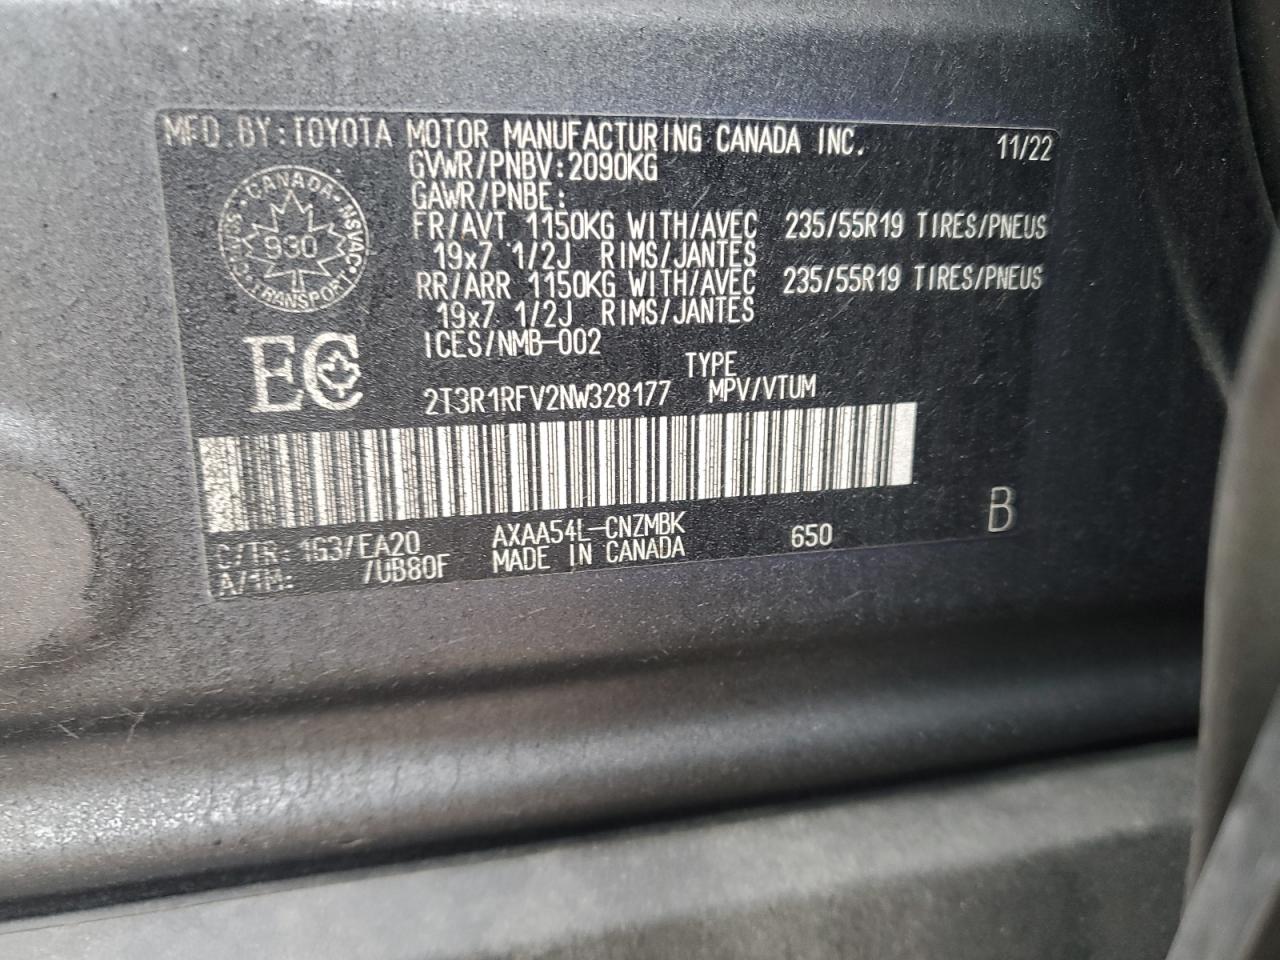 MFD. BY: TOYOTA MOTOR MANUFACTURING CANADA INC. 11/22
GVWR/PNBV: 2090KG
GAWR/PNBE:
FR/AVT 1150KG WITH/AVEC 235/55R19 TIRES/PNEUS
19x7 1/2J RIMS/JANTES
RR/ARR 1150KG WITH/AVEC 235/55R19 TIRES/PNEUS
19x7 1/2J RIMS/JANTES
ICES/NMB-002
CANADA
930
TRANSPORT
EC
TYPE
2T3R1RFV2NW328177 MPV/VTUM
C/TR: 1G3/EA20 AXAA54L-CNZMBK 650 B
A/TM: /UB80F MADE IN CANADA